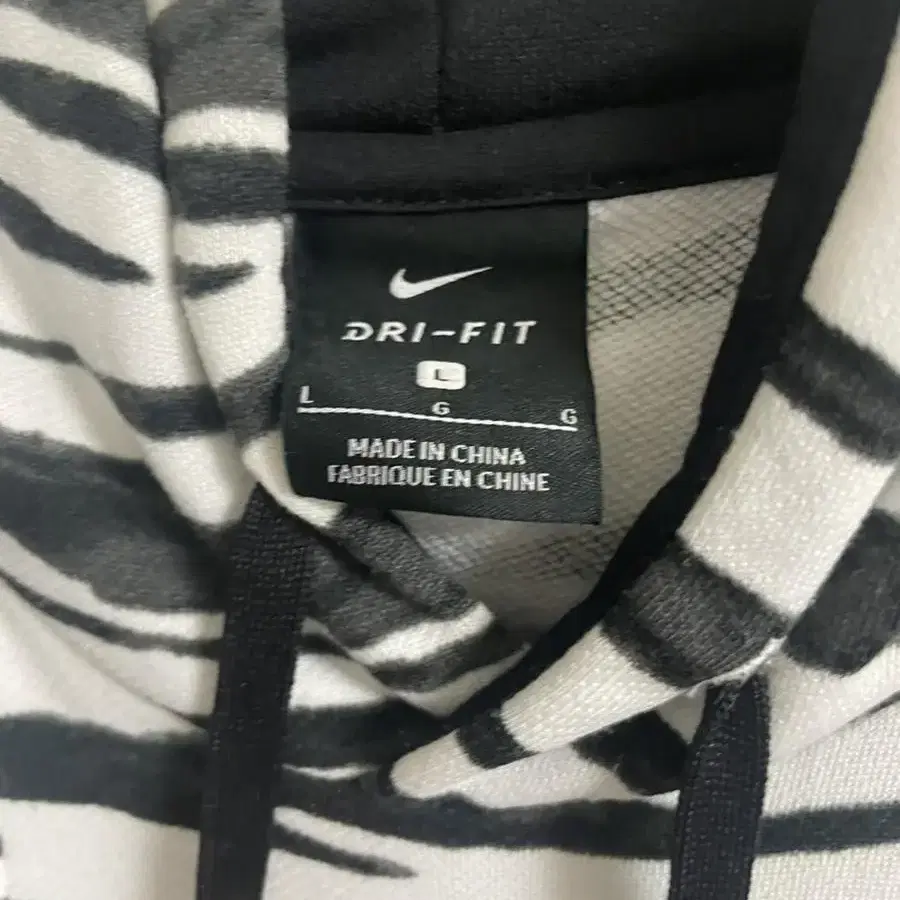 DRI-FIT
L
L G G
MADE IN CHINA
FABRIQUE EN CHINE